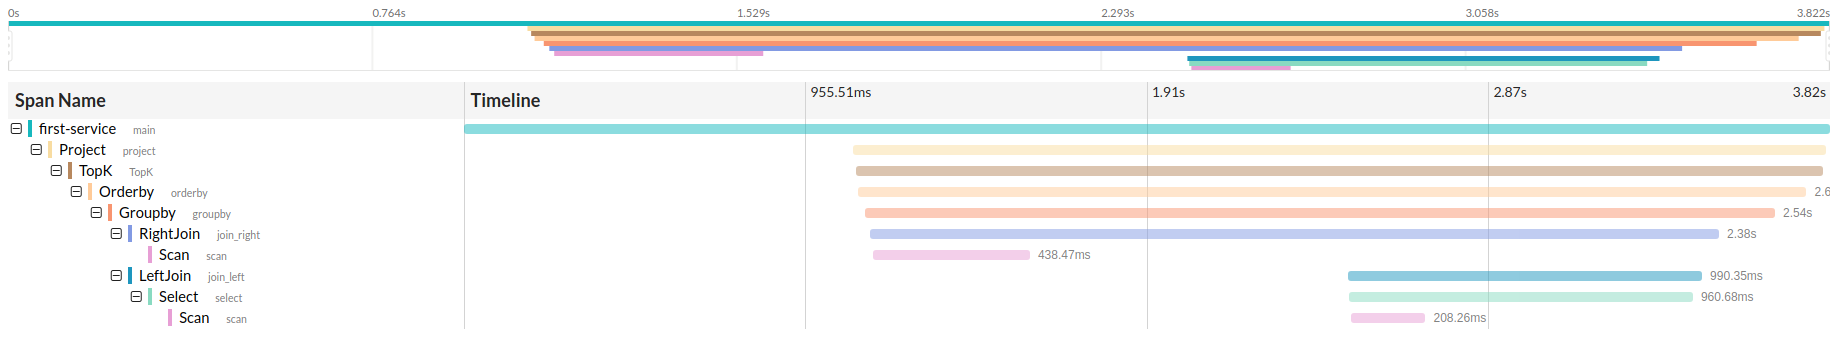 0s 0.764s 1.529s 2.293s 3.058s 3.822s
Span Name Timeline 955.51ms 1.91s 2.87s 3.82s
first-service main
Project project
TopK TopK
Orderby orderby 2.6
Groupby groupby 2.54s
RightJoin join_right 2.38s
Scan scan 438.47ms
LeftJoin join_left 990.35ms
Select select 960.68ms
Scan scan 208.26ms